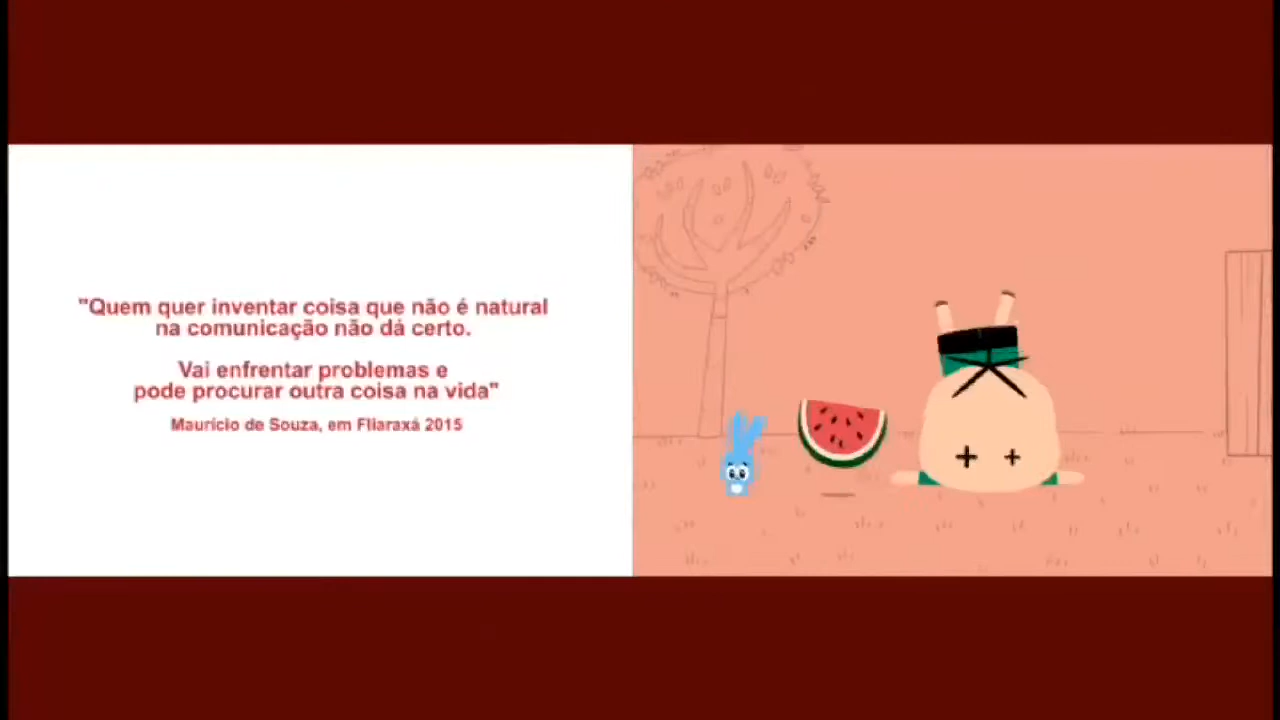 "Quem quer inventar coisa que não é natural
na comunicação não dá certo.
Vai enfrentar problemas e
pode procurar outra coisa na vida"
Maurício de Souza, em Fliaraxá 2015